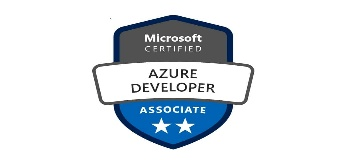 Microsoft
CERTIFIED
AZURE
DEVELOPER
ASSOCIATE